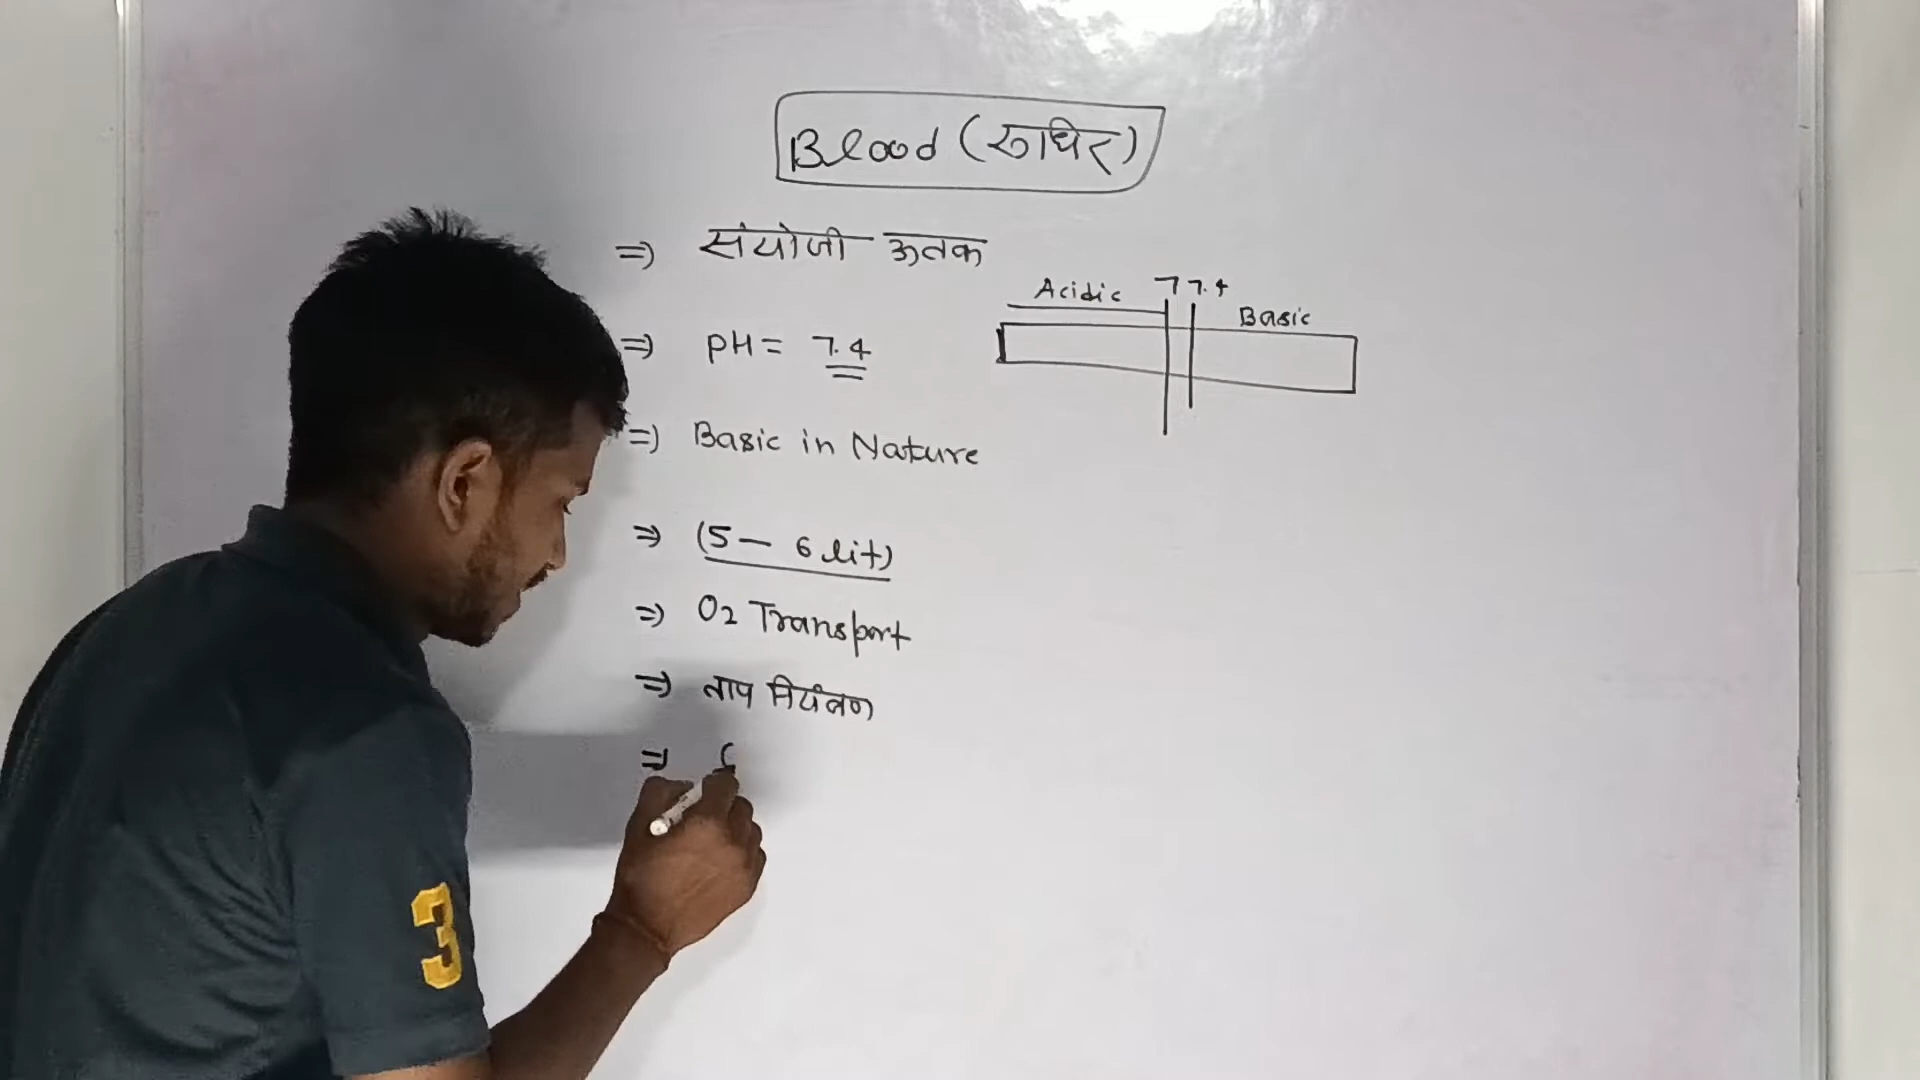 Blood (रूधिर)
⇒ संयोजी ऊतक
Acidic 7 7.4 Basic
⇒ PH = 7.4
⇒ Basic in Nature
⇒ (5 — 6 lit)
⇒ O2 Transport
⇒ ताप नियंत्रण
⇒
3